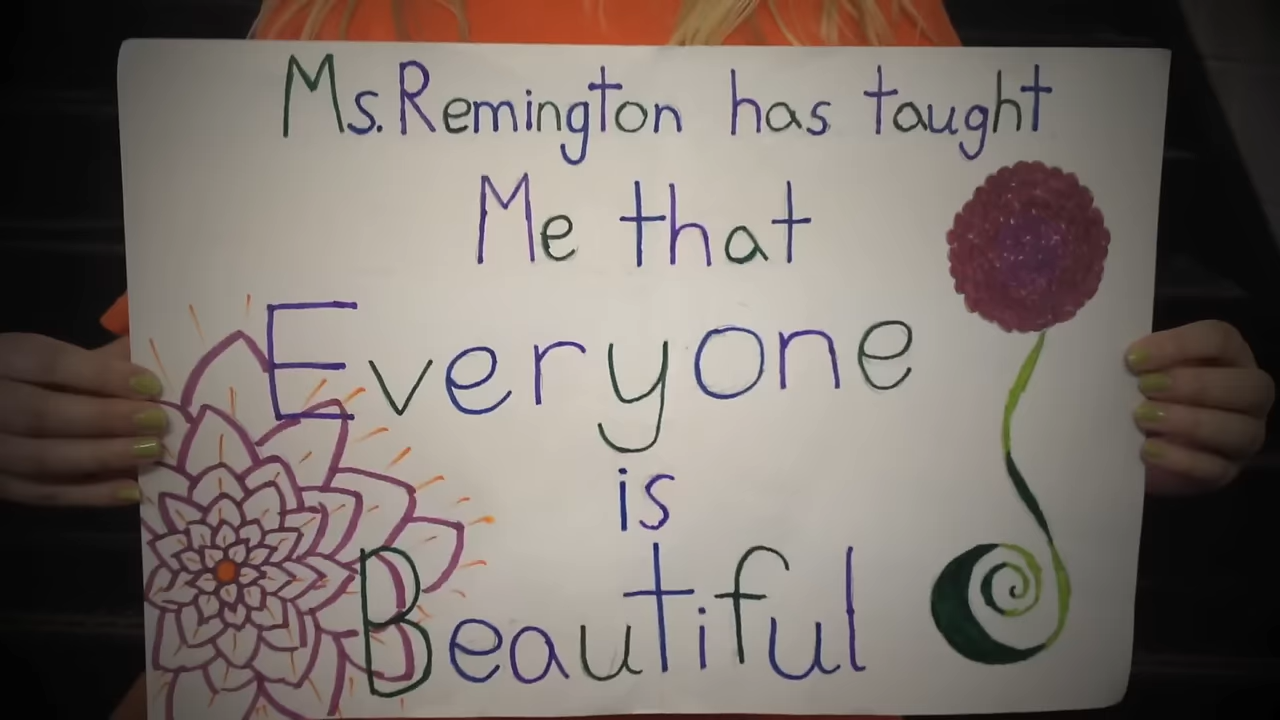 Ms. Remington has taught
Me that
Everyone
is
Beautiful